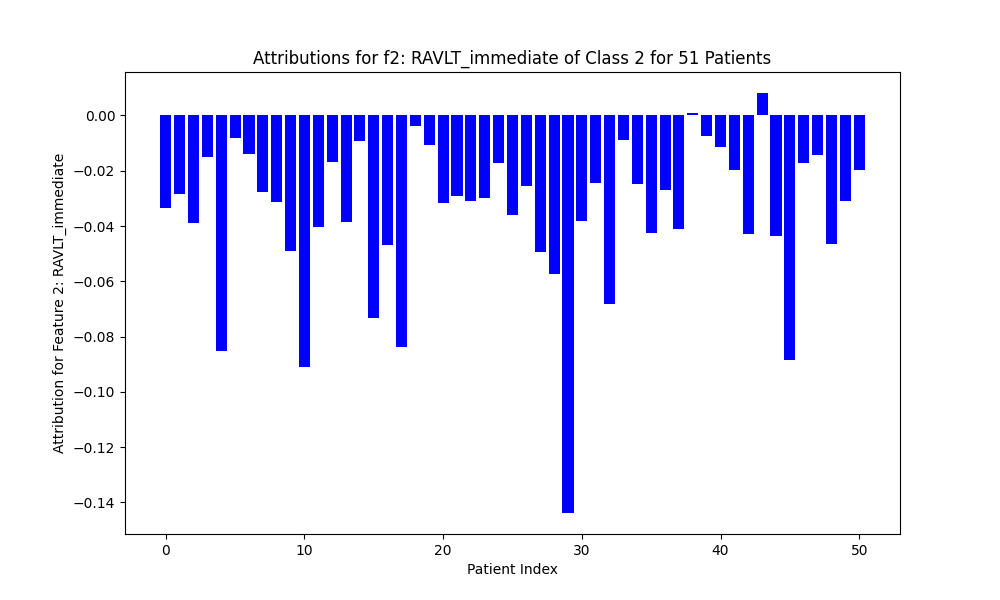 Attributions for f2: RAVLT_immediate of Class 2 for 51 Patients
Attribution for Feature 2: RAVLT_immediate
0.00
−0.02
−0.04
−0.06
−0.08
−0.10
−0.12
−0.14
0 10 20 30 40 50
Patient Index